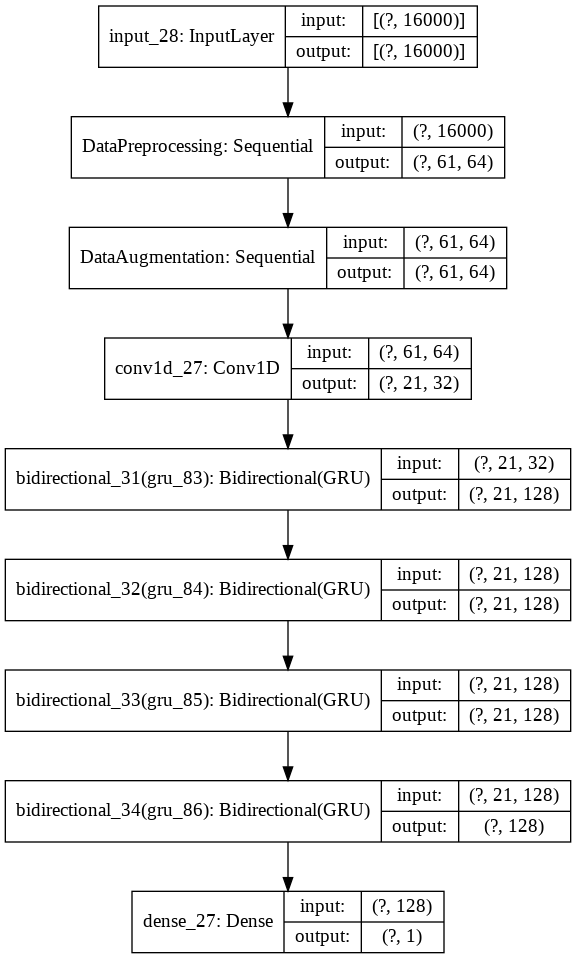 input_28: InputLayer
input: [(?, 16000)]
output: [(?, 16000)]
DataPreprocessing: Sequential
input: (?, 16000)
output: (?, 61, 64)
DataAugmentation: Sequential
input: (?, 61, 64)
output: (?, 61, 64)
conv1d_27: Conv1D
input: (?, 61, 64)
output: (?, 21, 32)
bidirectional_31(gru_83): Bidirectional(GRU)
input: (?, 21, 32)
output: (?, 21, 128)
bidirectional_32(gru_84): Bidirectional(GRU)
input: (?, 21, 128)
output: (?, 21, 128)
bidirectional_33(gru_85): Bidirectional(GRU)
input: (?, 21, 128)
output: (?, 21, 128)
bidirectional_34(gru_86): Bidirectional(GRU)
input: (?, 21, 128)
output: (?, 128)
dense_27: Dense
input: (?, 128)
output: (?, 1)